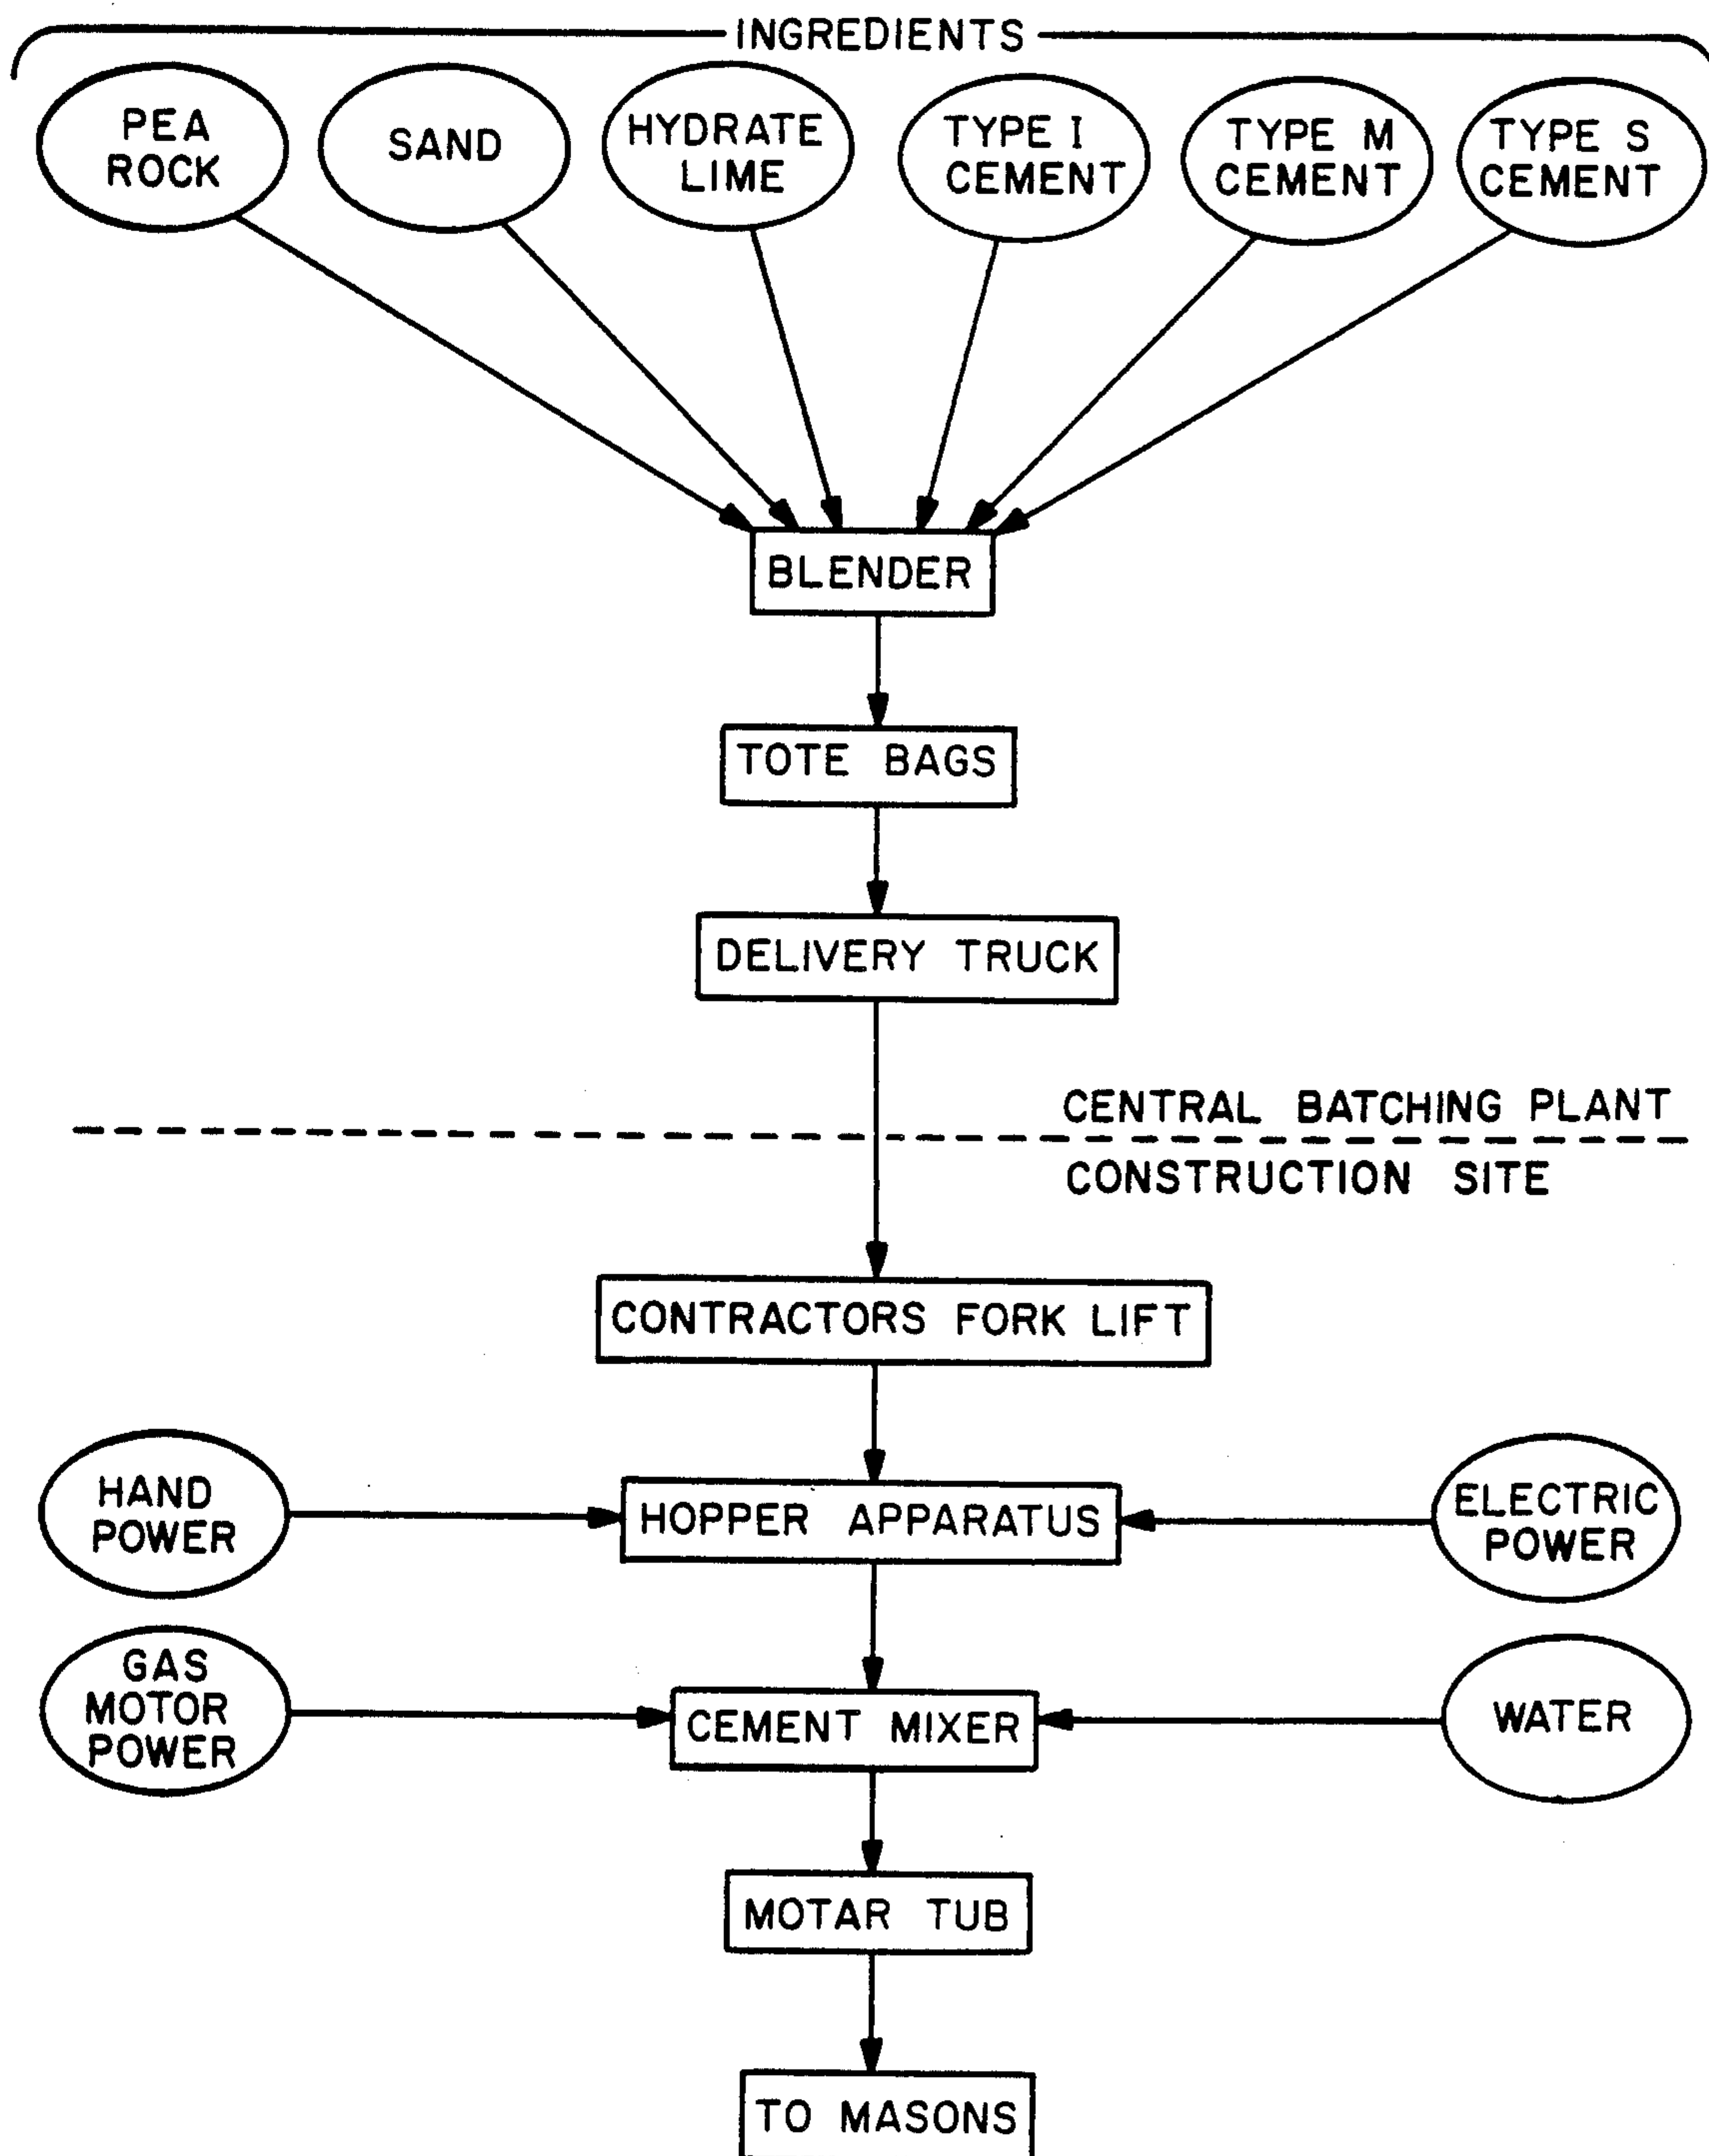 INGREDIENTS
PEA
ROCK
SAND
HYDRATE
LIME
TYPE I
CEMENT
TYPE M
CEMENT
TYPE S
CEMENT
BLENDER
TOTE BAGS
DELIVERY TRUCK
CENTRAL BATCHING PLANT
CONSTRUCTION SITE
CONTRACTORS FORK LIFT
HAND
POWER
HOPPER APPARATUS
ELECTRIC
POWER
GAS
MOTOR
POWER
CEMENT MIXER
WATER
MOTAR TUB
TO MASONS